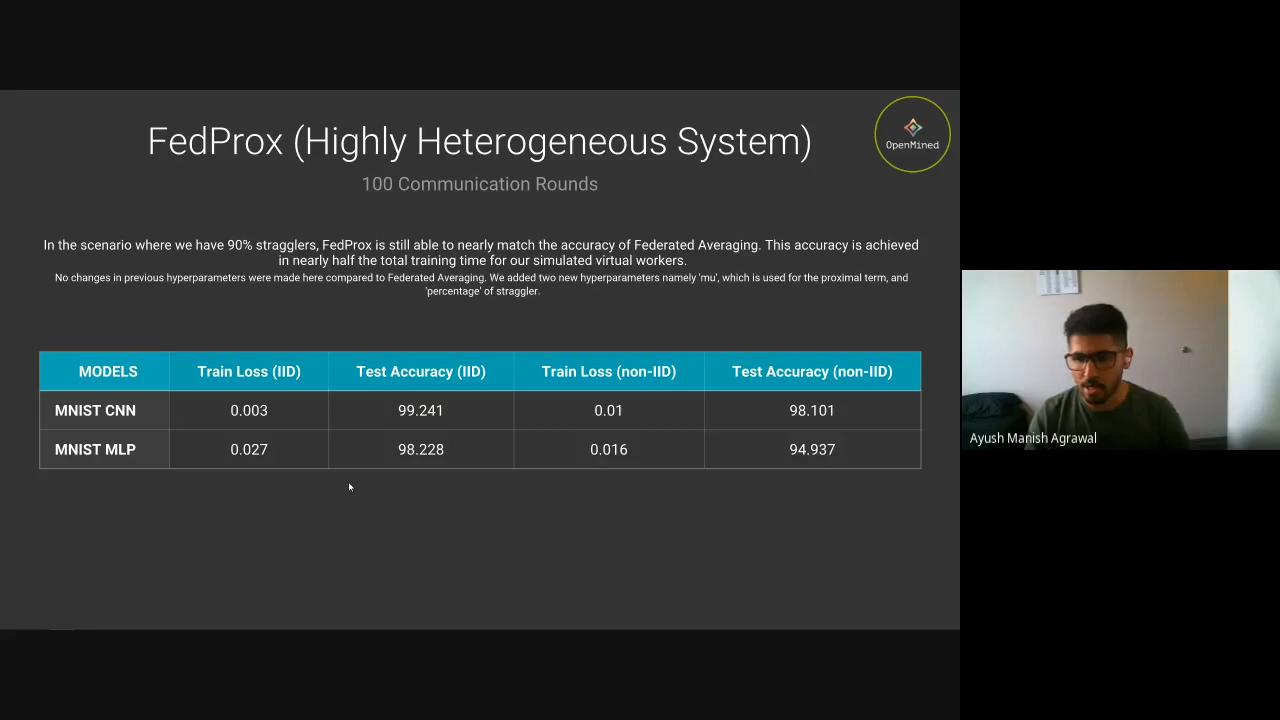 FedProx (Highly Heterogeneous System)
OpenMined
100 Communication Rounds
In the scenario where we have 90% stragglers, FedProx is still able to nearly match the accuracy of Federated Averaging. This accuracy is achieved
in nearly half the total training time for our simulated virtual workers.
No changes in previous hyperparameters were made here compared to Federated Averaging. We added two new hyperparameters namely 'mu', which is used for the proximal term, and
'percentage' of straggler.
MODELS Train Loss (IID) Test Accuracy (IID) Train Loss (non-IID) Test Accuracy (non-IID)
MNIST CNN 0.003 99.241 0.01 98.101
MNIST MLP 0.027 98.228 0.016 94.937
Ayush Manish Agrawal